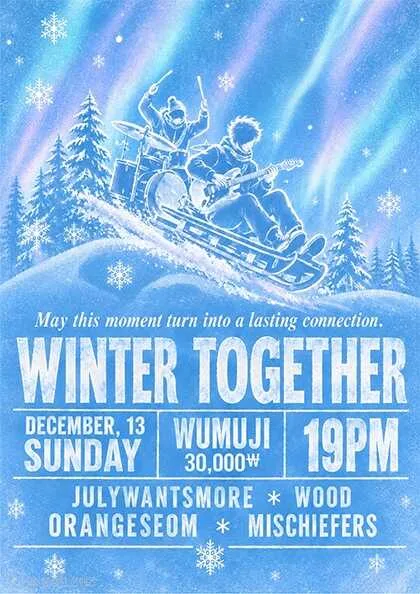 May this moment turn into a lasting connection.
WINTER TOGETHER
DECEMBER, 13
SUNDAY
WUMUJI
30,000₩
19PM
JULYWANTSMORE * WOOD
ORANGESEOM * MISCHIEFERS